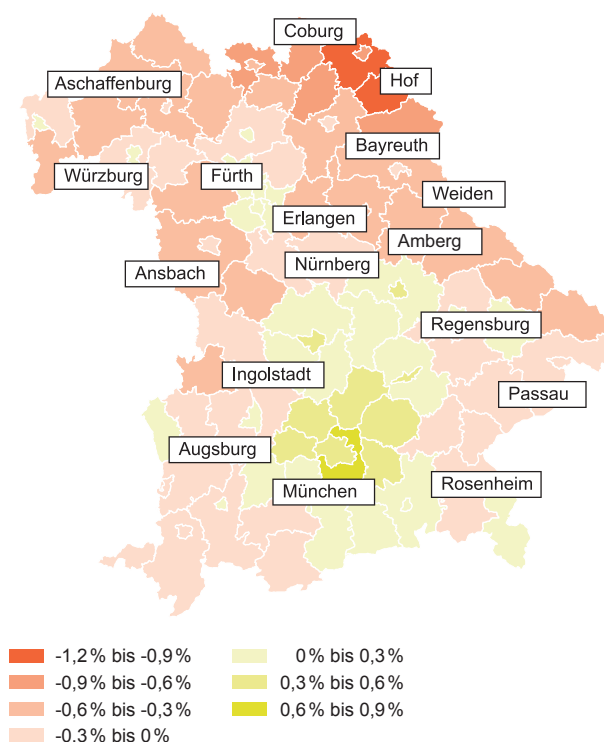 Coburg
Aschaffenburg
Hof
Bayreuth
Würzburg
Fürth
Weiden
Erlangen
Amberg
Ansbach
Nürnberg
Regensburg
Ingolstadt
Passau
Augsburg
München
Rosenheim
-1,2 % bis -0,9 %
-0,9 % bis -0,6 %
-0,6 % bis -0,3 %
-0.3 % bis 0 %
0 % bis 0,3 %
0,3 % bis 0,6 %
0,6 % bis 0,9 %